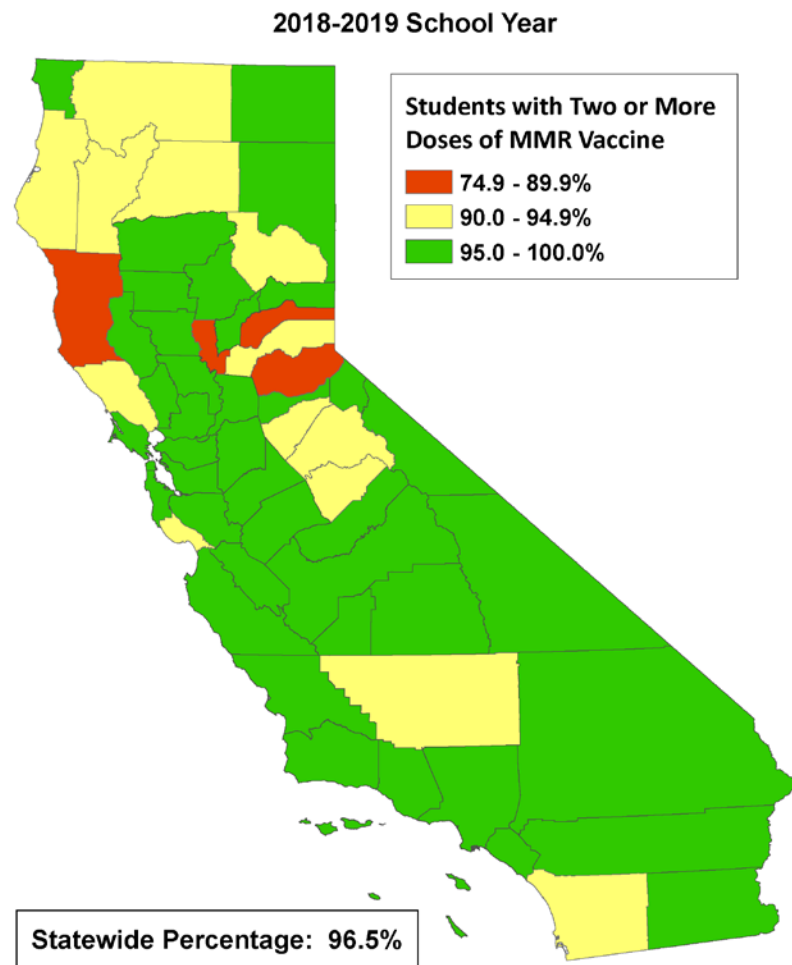 2018-2019 School Year
Students with Two or More
Doses of MMR Vaccine
74.9 - 89.9%
90.0 - 94.9%
95.0 - 100.0%
Statewide Percentage: 96.5%